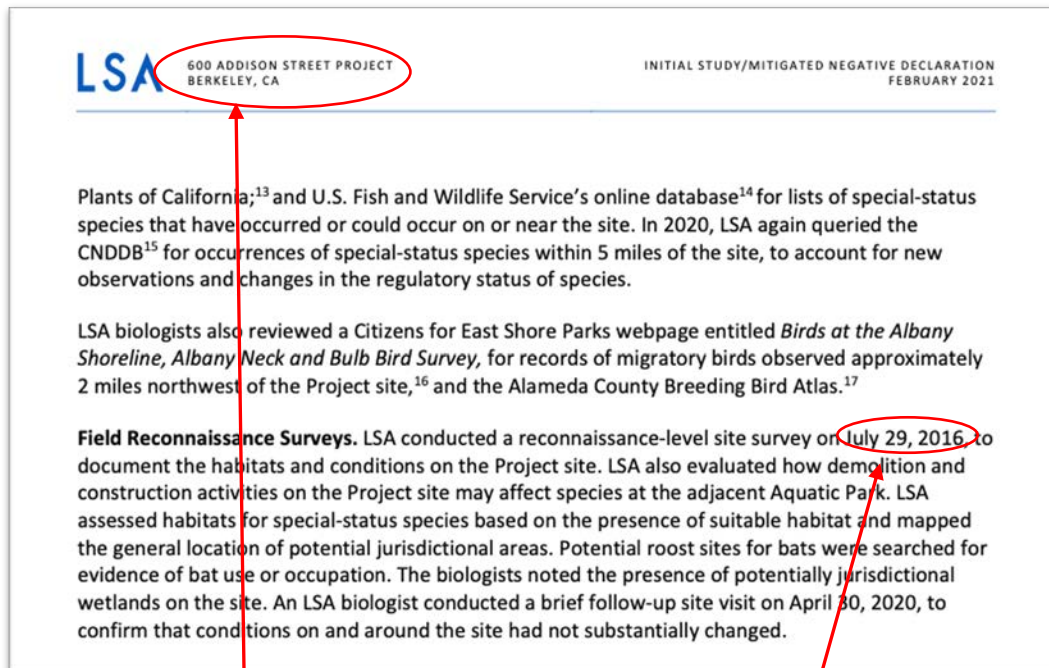 LSA
600 ADDISON STREET PROJECT
BERKELEY, CA
INITIAL STUDY/MITIGATED NEGATIVE DECLARATION
FEBRUARY 2021
Plants of California;¹³ and U.S. Fish and Wildlife Service's online database¹⁴ for lists of special-status
species that have occurred or could occur on or near the site. In 2020, LSA again queried the
CNDDB¹⁵ for occurrences of special-status species within 5 miles of the site, to account for new
observations and changes in the regulatory status of species.
LSA biologists also reviewed a Citizens for East Shore Parks webpage entitled Birds at the Albany
Shoreline, Albany Neck and Bulb Bird Survey, for records of migratory birds observed approximately
2 miles northwest of the Project site,¹⁶ and the Alameda County Breeding Bird Atlas.¹⁷
Field Reconnaissance Surveys. LSA conducted a reconnaissance-level site survey on July 29, 2016, to
document the habitats and conditions on the Project site. LSA also evaluated how demolition and
construction activities on the Project site may affect species at the adjacent Aquatic Park. LSA
assessed habitats for special-status species based on the presence of suitable habitat and mapped
the general location of potential jurisdictional areas. Potential roost sites for bats were searched for
evidence of bat use or occupation. The biologists noted the presence of potentially jurisdictional
wetlands on the site. An LSA biologist conducted a brief follow-up site visit on April 30, 2020, to
confirm that conditions on and around the site had not substantially changed.